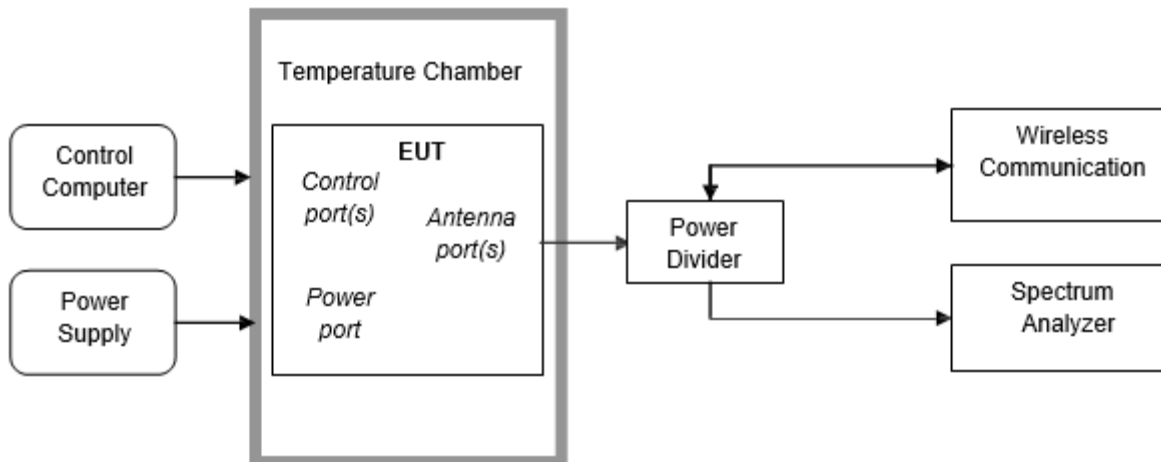 Temperature Chamber
Control
Computer
Power
Supply
EUT
Control
port(s)
Antenna
port(s)
Power
port
Power
Divider
Wireless
Communication
Spectrum
Analyzer